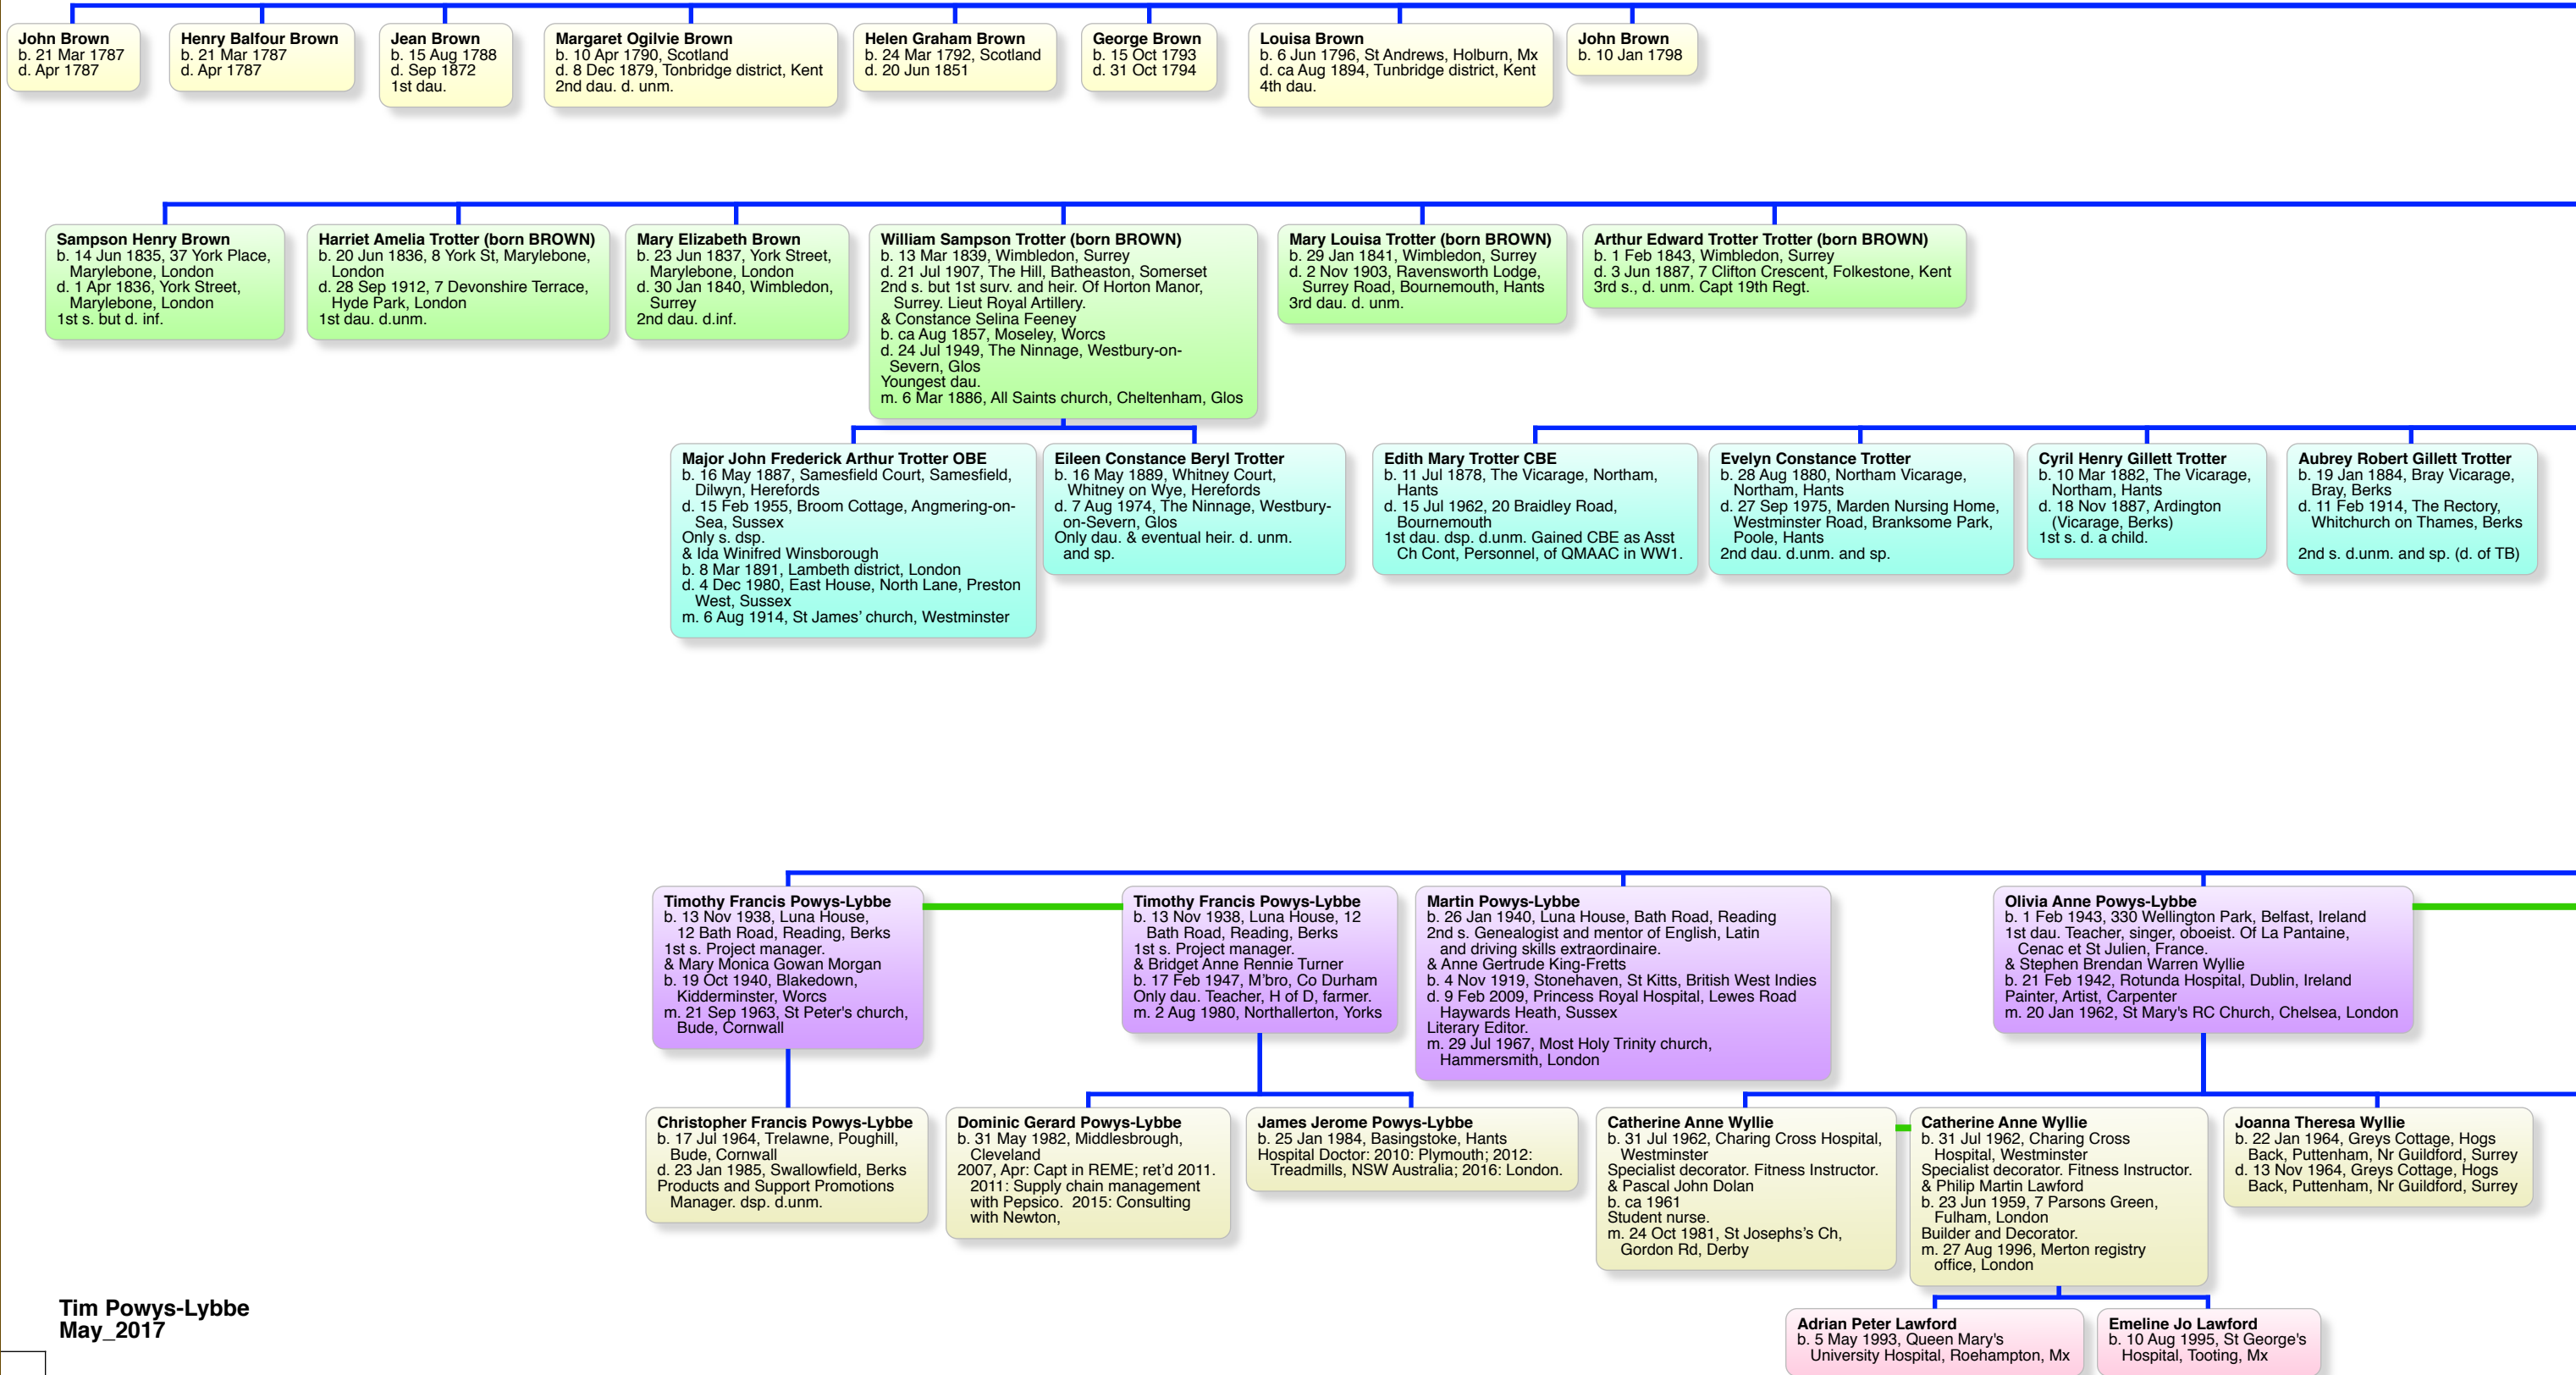 John Brown
b. 21 Mar 1787
d. Apr 1787
Henry Balfour Brown
b. 21 Mar 1787
d. Apr 1787
Jean Brown
b. 15 Aug 1788
d. Sep 1872
1st dau.
Margaret Ogilvie Brown
b. 10 Apr 1790, Scotland
d. 8 Dec 1879, Tonbridge district, Kent
2nd dau. d. unm.
Helen Graham Brown
b. 24 Mar 1792, Scotland
d. 20 Jun 1851
George Brown
b. 15 Oct 1793
d. 31 Oct 1794
Louisa Brown
b. 6 Jun 1796, St Andrews, Holburn, Mx
d. ca Aug 1894, Tunbridge district, Kent
4th dau.
John Brown
b. 10 Jan 1798
Sampson Henry Brown
b. 14 Jun 1835, 37 York Place,
Marylebone, London
d. 1 Apr 1836, York Street,
Marylebone, London
1st s. but d. inf.
Harriet Amelia Trotter (born BROWN)
b. 20 Jun 1836, 8 York St, Marylebone,
London
d. 28 Sep 1912, 7 Devonshire Terrace,
Hyde Park, London
1st dau. d.unm.
Mary Elizabeth Brown
b. 23 Jun 1837, York Street,
Marylebone, London
d. 30 Jan 1840, Wimbledon,
Surrey
2nd dau. d.inf.
William Sampson Trotter (born BROWN)
b. 13 Mar 1839, Wimbledon, Surrey
d. 21 Jul 1907, The Hill, Batheaston, Somerset
2nd s. but 1st surv. and heir. Of Horton Manor,
Surrey. Lieut Royal Artillery.
& Constance Selina Feeney
b. ca Aug 1857, Moseley, Worcs
d. 24 Jul 1949, The Ninnage, Westbury-on-
Severn, Glos
Youngest dau.
m. 6 Mar 1886, All Saints church, Cheltenham, Glos
Mary Louisa Trotter (born BROWN)
b. 29 Jan 1841, Wimbledon, Surrey
d. 2 Nov 1903, Ravensworth Lodge,
Surrey Road, Bournemouth, Hants
3rd dau. d. unm.
Arthur Edward Trotter Trotter (born BROWN)
b. 1 Feb 1843, Wimbledon, Surrey
d. 3 Jun 1887, 7 Clifton Crescent, Folkestone, Kent
3rd s., d. unm. Capt 19th Regt.
Major John Frederick Arthur Trotter OBE
b. 16 May 1887, Samesfield Court, Samesfield,
Dilwyn, Herefords
d. 15 Feb 1955, Broom Cottage, Angmering-on-
Sea, Sussex
Only s. dsp.
& Ida Winifred Winsborough
b. 8 Mar 1891, Lambeth district, London
d. 4 Dec 1980, East House, North Lane, Preston
West, Sussex
m. 6 Aug 1914, St James’ church, Westminster
Eileen Constance Beryl Trotter
b. 16 May 1889, Whitney Court,
Whitney on Wye, Herefords
d. 7 Aug 1974, The Ninnage, Westbury-
on-Severn, Glos
Only dau. & eventual heir. d. unm.
and sp.
Edith Mary Trotter CBE
b. 11 Jul 1878, The Vicarage, Northam,
Hants
d. 15 Jul 1962, 20 Braidley Road,
Bournemouth
1st dau. dsp. d.unm. Gained CBE as Asst
Ch Cont, Personnel, of QMAAC in WW1.
Evelyn Constance Trotter
b. 28 Aug 1880, Northam Vicarage,
Northam, Hants
d. 27 Sep 1975, Marden Nursing Home,
Westminster Road, Branksome Park,
Poole, Hants
2nd dau. d.unm. and sp.
Cyril Henry Gillett Trotter
b. 10 Mar 1882, The Vicarage,
Northam, Hants
d. 18 Nov 1887, Ardington
(Vicarage, Berks)
1st s. d. a child.
Aubrey Robert Gillett Trotter
b. 19 Jan 1884, Bray Vicarage,
Bray, Berks
d. 11 Feb 1914, The Rectory,
Whitchurch on Thames, Berks
2nd s. d.unm. and sp. (d. of TB)
Timothy Francis Powys-Lybbe
b. 13 Nov 1938, Luna House,
12 Bath Road, Reading, Berks
1st s. Project manager.
& Mary Monica Gowan Morgan
b. 19 Oct 1940, Blakedown,
Kidderminster, Worcs
m. 21 Sep 1963, St Peter's church,
Bude, Cornwall
Timothy Francis Powys-Lybbe
b. 13 Nov 1938, Luna House, 12
Bath Road, Reading, Berks
1st s. Project manager.
& Bridget Anne Rennie Turner
b. 17 Feb 1947, M'bro, Co Durham
Only dau. Teacher, H of D, farmer.
m. 2 Aug 1980, Northallerton, Yorks
Martin Powys-Lybbe
b. 26 Jan 1940, Luna House, Bath Road, Reading
2nd s. Genealogist and mentor of English, Latin
and driving skills extraordinaire.
& Anne Gertrude King-Fretts
b. 4 Nov 1919, Stonehaven, St Kitts, British West Indies
d. 9 Feb 2009, Princess Royal Hospital, Lewes Road
Haywards Heath, Sussex
Literary Editor.
m. 29 Jul 1967, Most Holy Trinity church,
Hammersmith, London
Olivia Anne Powys-Lybbe
b. 1 Feb 1943, 330 Wellington Park, Belfast, Ireland
1st dau. Teacher, singer, oboeist. Of La Pantaine,
Cenac et St Julien, France.
& Stephen Brendan Warren Wyllie
b. 21 Feb 1942, Rotunda Hospital, Dublin, Ireland
Painter, Artist, Carpenter
m. 20 Jan 1962, St Mary's RC Church, Chelsea, London
Christopher Francis Powys-Lybbe
b. 17 Jul 1964, Trelawne, Poughill,
Bude, Cornwall
d. 23 Jan 1985, Swallowfield, Berks
Products and Support Promotions
Manager. dsp. d.unm.
Dominic Gerard Powys-Lybbe
b. 31 May 1982, Middlesbrough,
Cleveland
2007, Apr: Capt in REME; ret’d 2011.
2011: Supply chain management
with Pepsico. 2015: Consulting
with Newton,
James Jerome Powys-Lybbe
b. 25 Jan 1984, Basingstoke, Hants
Hospital Doctor: 2010: Plymouth; 2012:
Treadmills, NSW Australia; 2016: London.
Catherine Anne Wyllie
b. 31 Jul 1962, Charing Cross Hospital,
Westminster
Specialist decorator. Fitness Instructor.
& Pascal John Dolan
b. ca 1961
Student nurse.
m. 24 Oct 1981, St Josephs’s Ch,
Gordon Rd, Derby
Catherine Anne Wyllie
b. 31 Jul 1962, Charing Cross
Hospital, Westminster
Specialist decorator. Fitness Instructor.
& Philip Martin Lawford
b. 23 Jun 1959, 7 Parsons Green,
Fulham, London
Builder and Decorator.
m. 27 Aug 1996, Merton registry
office, London
Joanna Theresa Wyllie
b. 22 Jan 1964, Greys Cottage, Hogs
Back, Puttenham, Nr Guildford, Surrey
d. 13 Nov 1964, Greys Cottage, Hogs
Back, Puttenham, Nr Guildford, Surrey
Adrian Peter Lawford
b. 5 May 1993, Queen Mary's
University Hospital, Roehampton, Mx
Emeline Jo Lawford
b. 10 Aug 1995, St George's
Hospital, Tooting, Mx
Tim Powys-Lybbe
May_2017